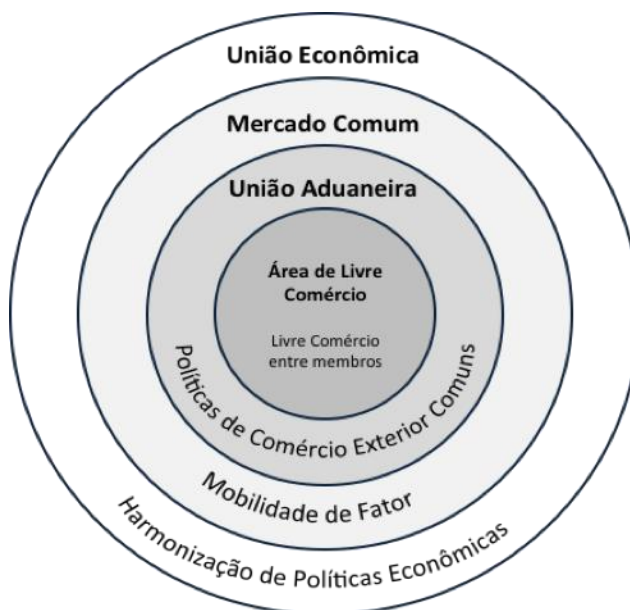 União Econômica
Mercado Comum
União Aduaneira
Área de Livre
Comércio
Livre Comércio
entre membros
Políticas de Comércio Exterior Comuns
Mobilidade de Fator
Harmonização de Políticas Econômicas